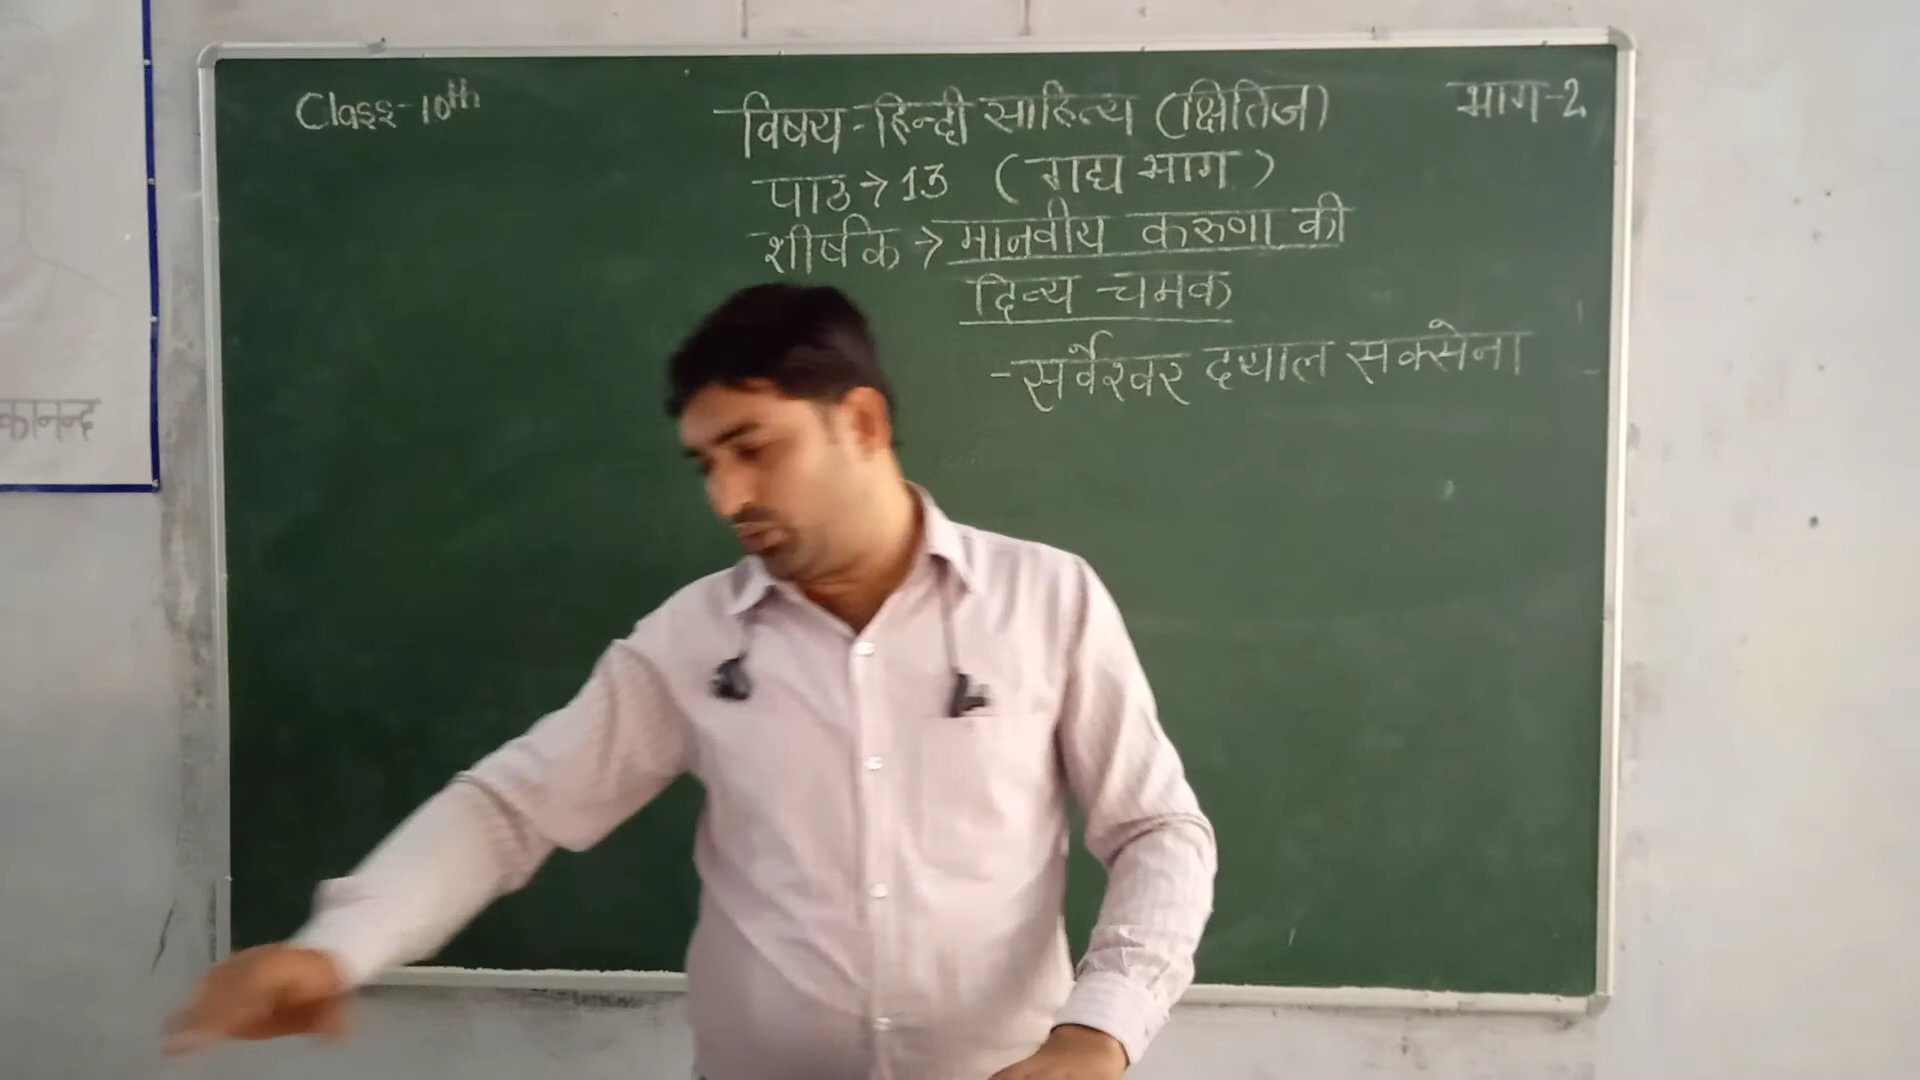 Class-10th
विषय-हिन्दी साहित्य (क्षितिज)
भाग-2
पाठ→13 (गद्य भाग)
शीर्षक→मानवीय करुणा की
दिव्य चमक
-सर्वेश्वर दयाल सक्सेना
कानन्द